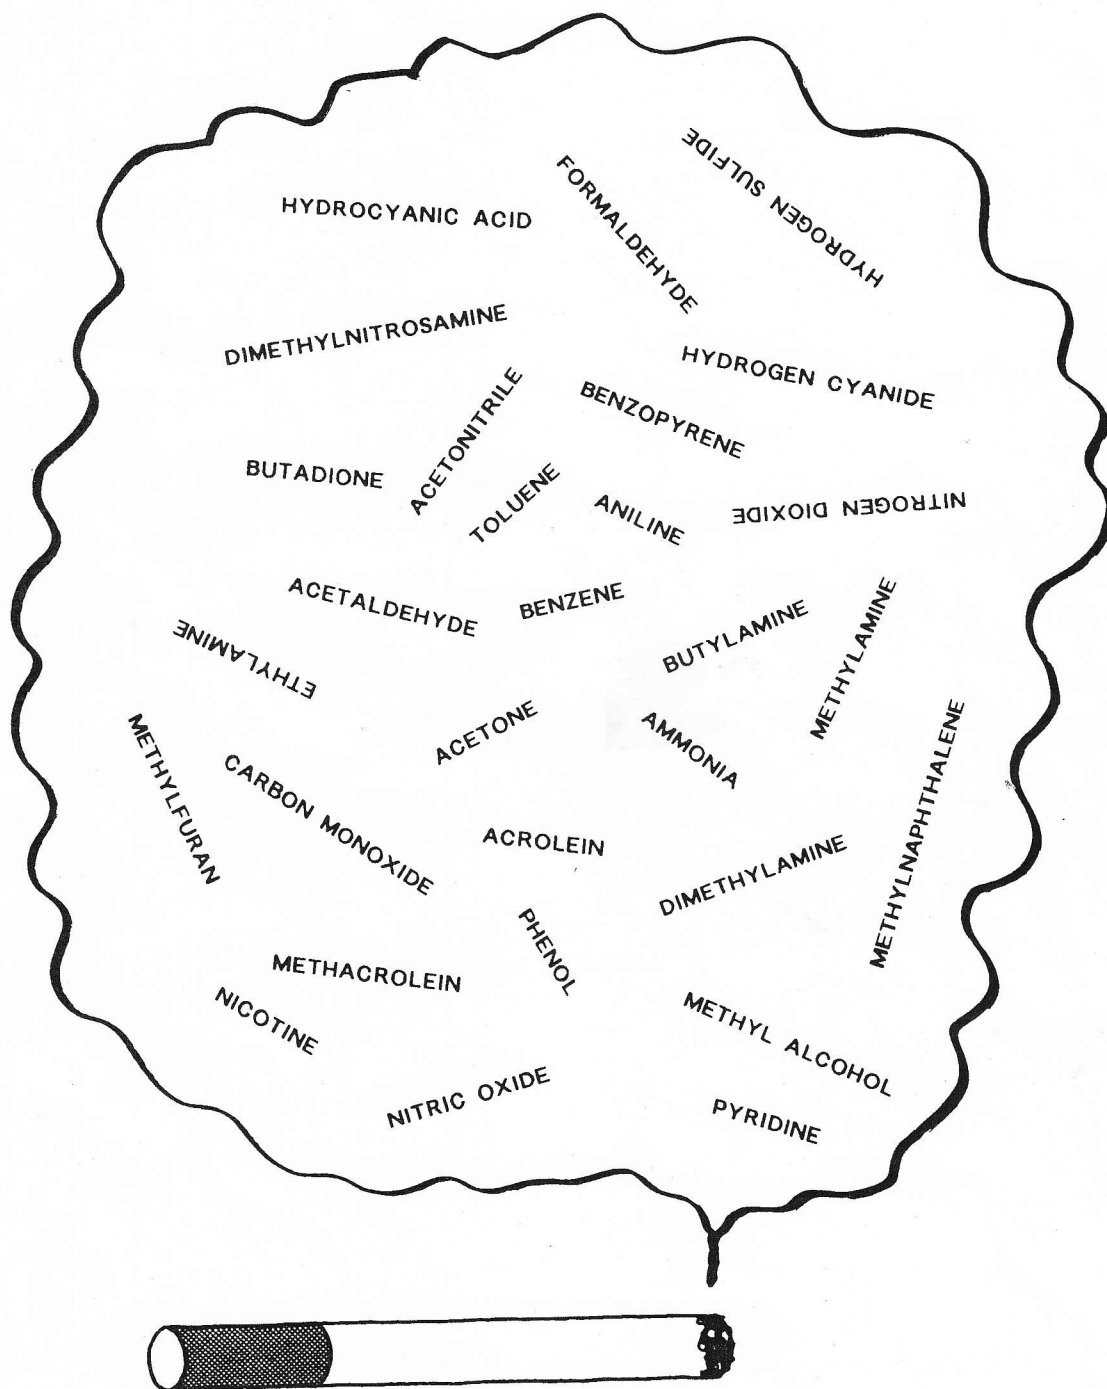 HYDROGEN SULFIDE
FORMALDEHYDE
HYDROCYANIC ACID
DIMETHYLNITROSAMINE
HYDROGEN CYANIDE
ACETONITRILE
BENZOPYRENE
BUTADIONE
TOLUENE
ANILINE
NITROGEN DIOXIDE
ACETALDEHYDE
BENZENE
BUTYLAMINE
METHYLAMINE
ETHYLAMINE
ACETONE
AMMONIA
METHYLNAPHTHALENE
METHYLFURAN
CARBON MONOXIDE
ACROLEIN
DIMETHYLAMINE
PHENOL
METHACROLEIN
NICOTINE
METHYL ALCOHOL
NITRIC OXIDE
PYRIDINE